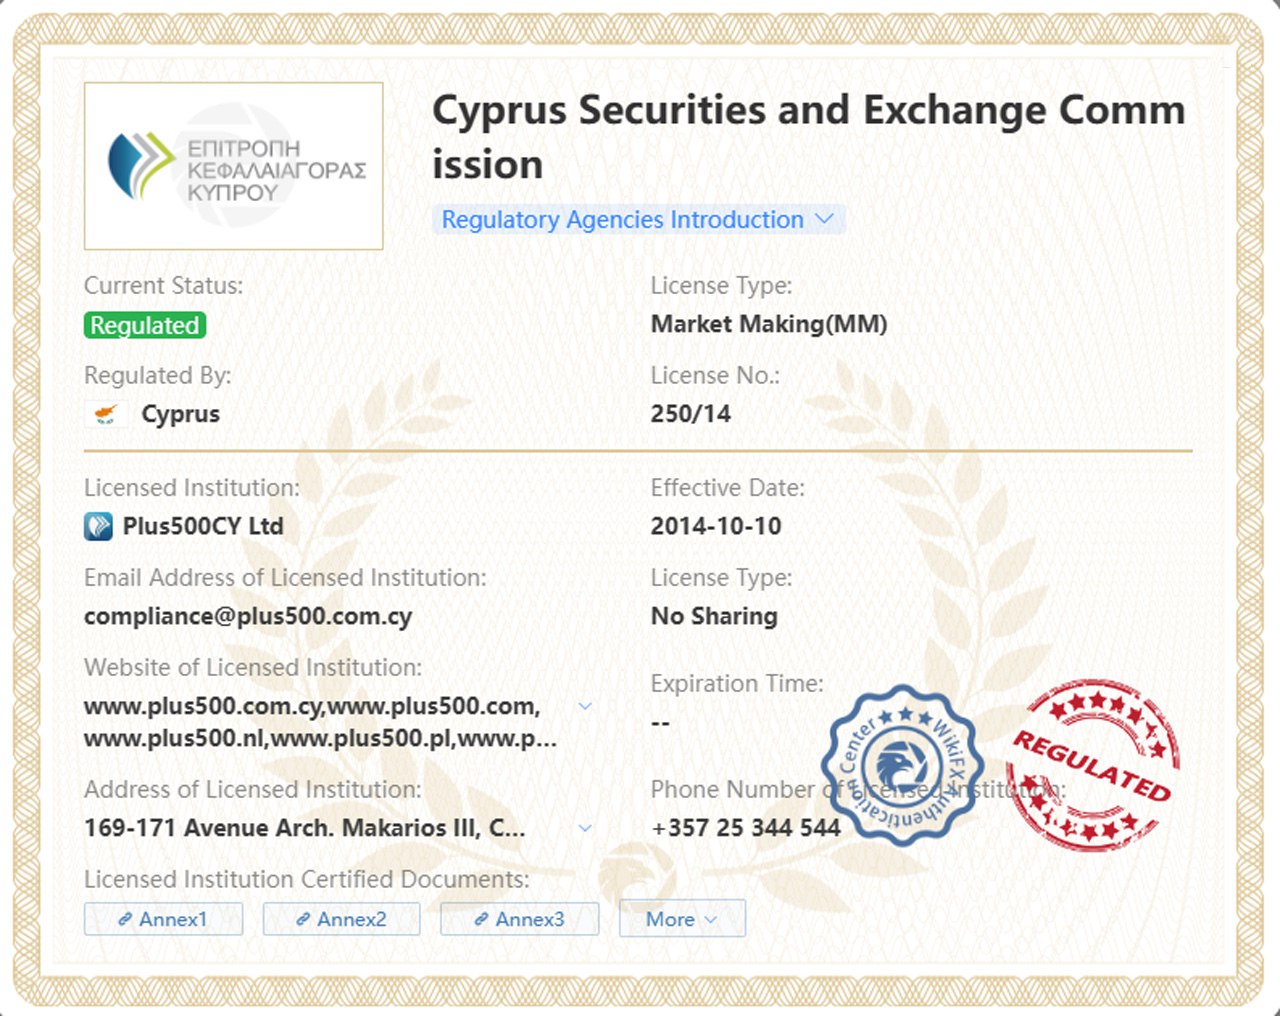 ΕΠΙΤΡΟΠΗ
ΚΕΦΑΛΑΙΑΓΟΡΑΣ
ΚΥΠΡΟΥ
Cyprus Securities and Exchange Comm
ission
Regulatory Agencies Introduction
Current Status:
Regulated
License Type:
Market Making(MM)
Regulated By:
Cyprus
License No.:
250/14
Licensed Institution:
Plus500CY Ltd
Effective Date:
2014-10-10
Email Address of Licensed Institution:
compliance@plus500.com.cy
License Type:
No Sharing
Website of Licensed Institution:
www.plus500.com.cy,www.plus500.com,
www.plus500.nl,www.plus500.pl,www.p...
Expiration Time:
--
Address of Licensed Institution:
169-171 Avenue Arch. Makarios III, C...
Phone Number of Licensed Institution:
+357 25 344 544
WikiFX Authentication Center
REGULATED
Licensed Institution Certified Documents:
Annex1
Annex2
Annex3
More